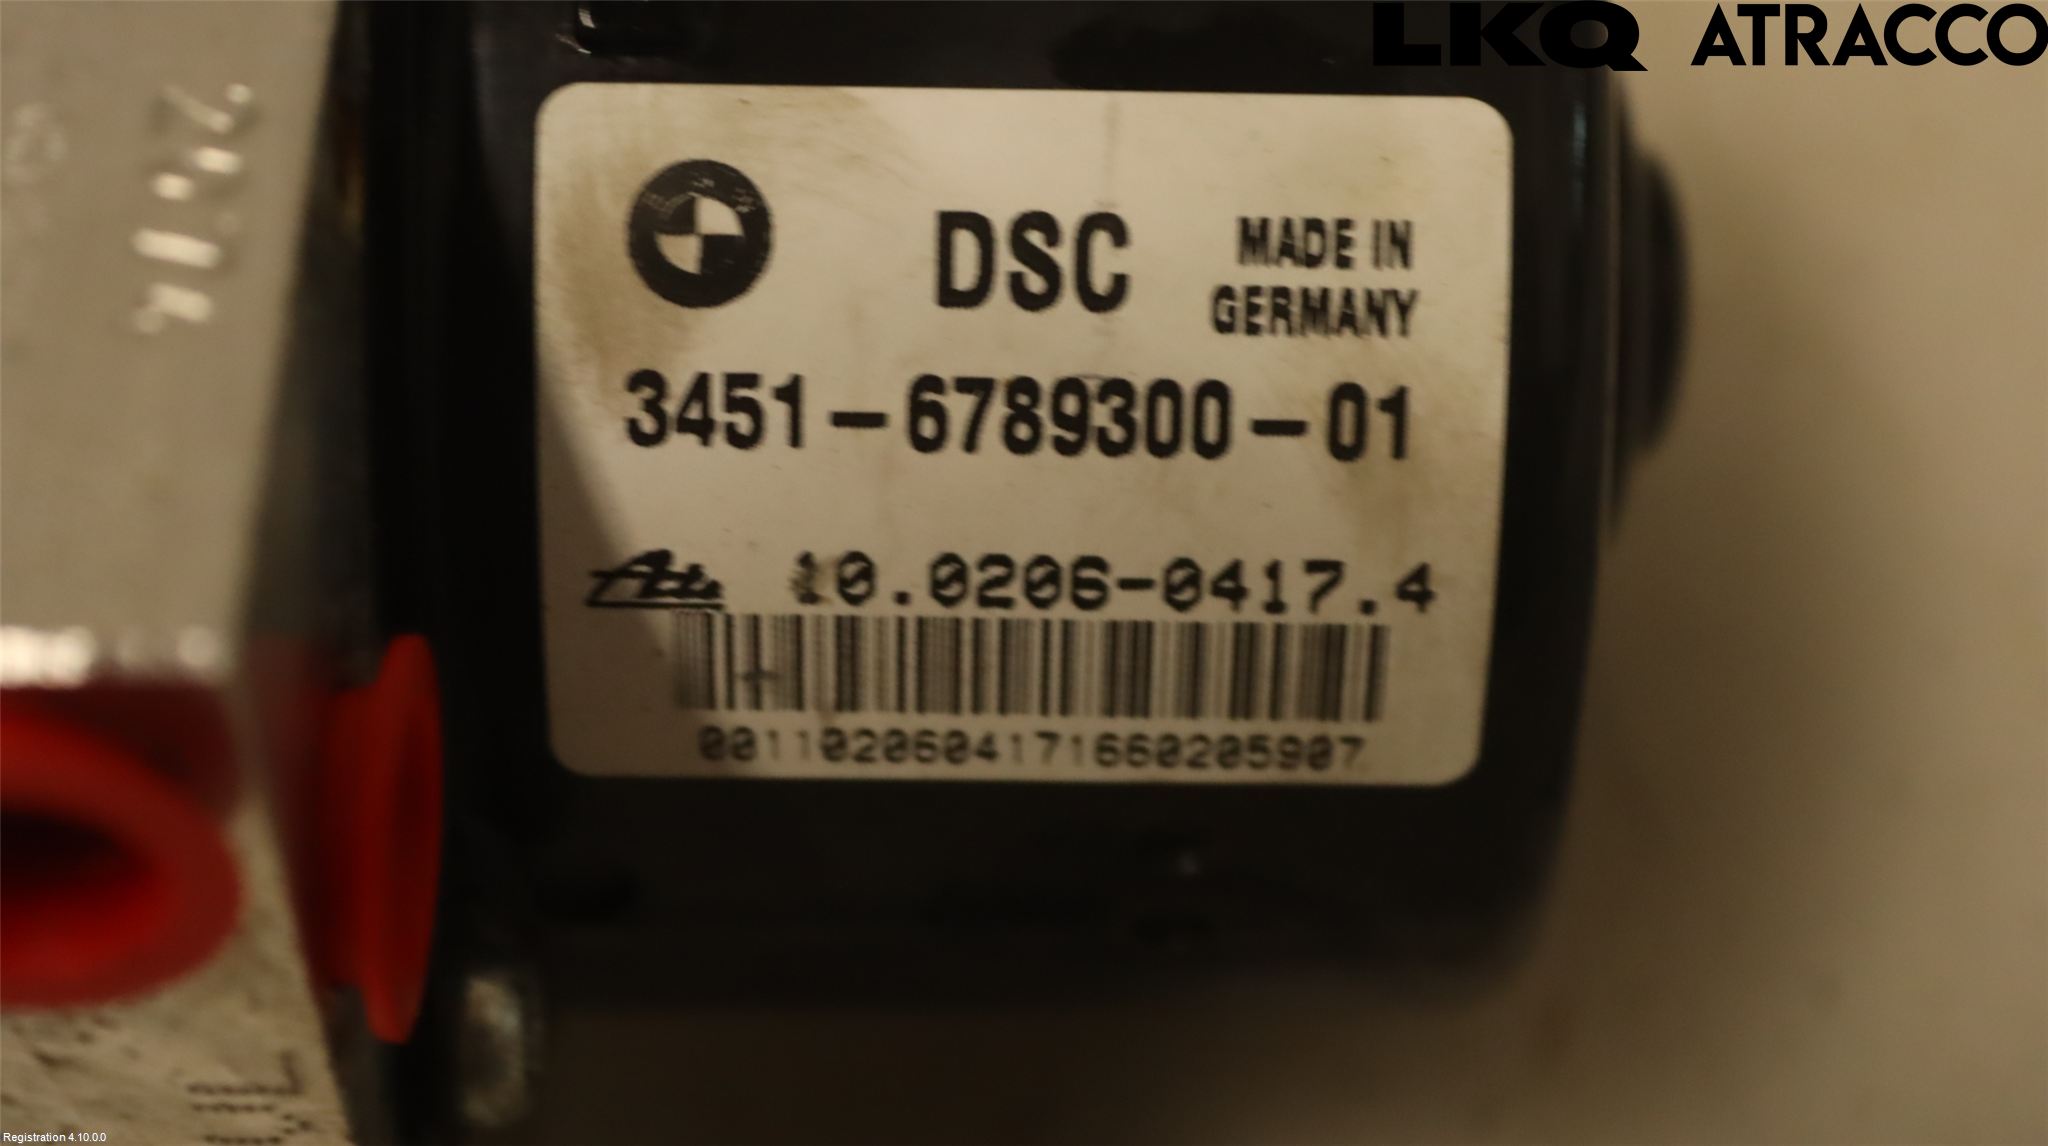 LKQ ATRACCO
DSC
MADE IN
GERMANY
3451-6789300-01
Ate 10.0206-0417.4
0011020604171660205907
Registration 4.10.0.0